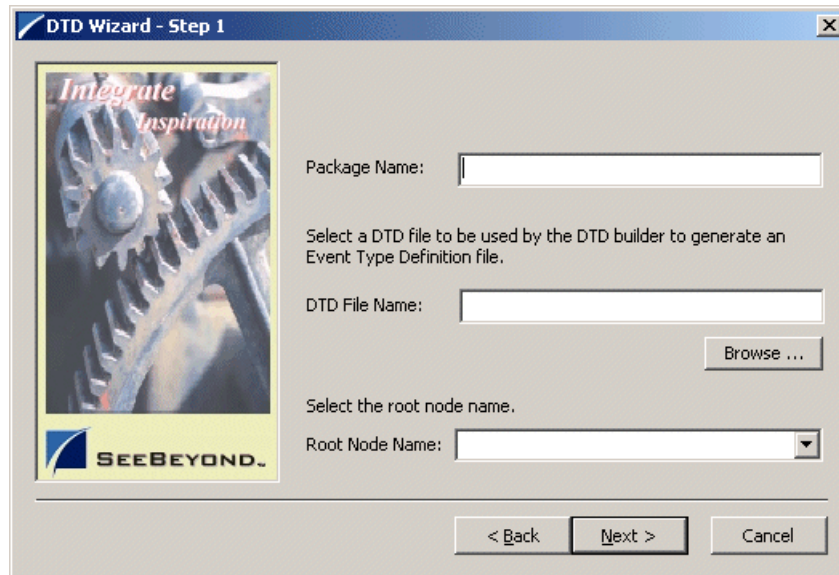 DTD Wizard - Step 1
Integrate
Inspiration
Package Name:
Select a DTD file to be used by the DTD builder to generate an
Event Type Definition file.
DTD File Name:
Browse ...
Select the root node name.
Root Node Name:
SEEBEYOND™
< Back
Next >
Cancel